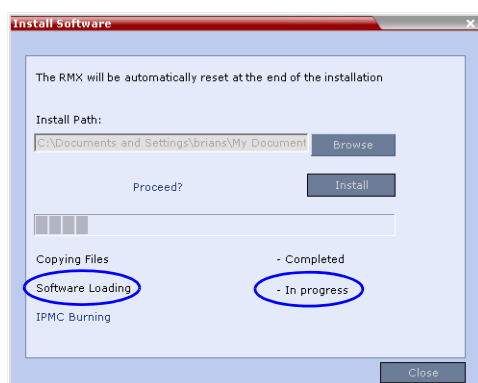 Install Software
The RMX will be automatically reset at the end of the installation
Install Path:
C:\Documents and Settings\brians\My Document Browse
Proceed? Install
Copying Files - Completed
Software Loading - In progress
IPMC Burning
Close